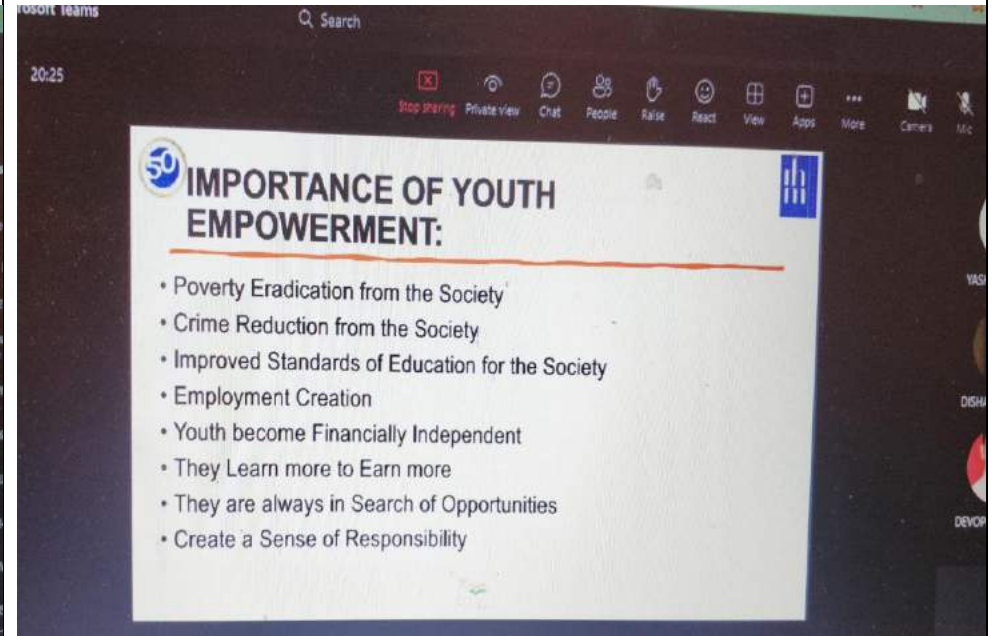 rosoft Teams
Search
20:25
Stop sharing
Private view
Chat
People
Raise
React
View
Apps
More
Camera
Mic
50
IMPORTANCE OF YOUTH
EMPOWERMENT:
• Poverty Eradication from the Society
• Crime Reduction from the Society
• Improved Standards of Education for the Society
• Employment Creation
• Youth become Financially Independent
• They Learn more to Earn more
• They are always in Search of Opportunities
• Create a Sense of Responsibility
YAS
DISHA
DEVOP